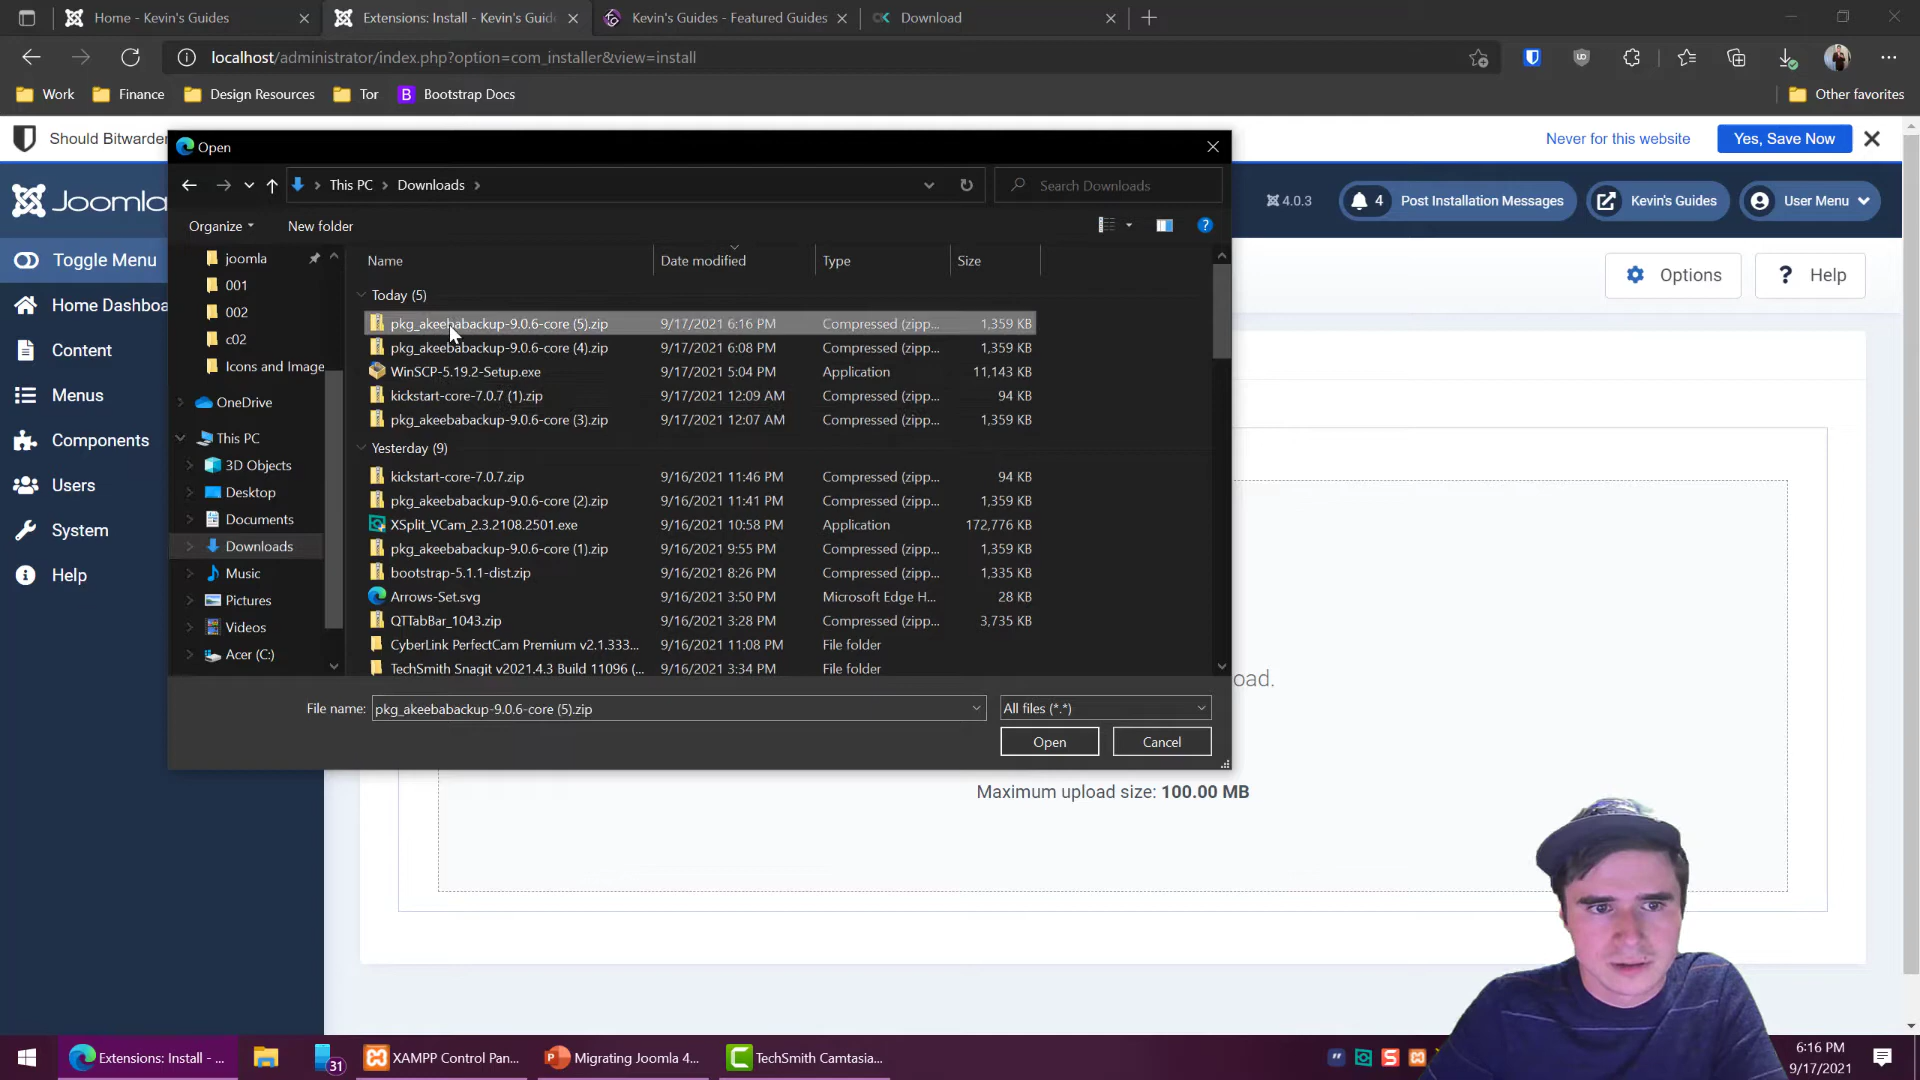 Home - Kevin's Guides
Extensions: Install - Kevin's Guid
Kevin's Guides - Featured Guides
Download
localhost/administrator/index.php?option=com_installer&view=install
Work
Finance
Design Resources
Tor
Bootstrap Docs
Other favorites
Should Bitwarden
Never for this website
Yes, Save Now
Open
Joomla
This PC
Downloads
Search Downloads
4.0.3
4
Post Installation Messages
Kevin's Guides
User Menu
Organize
New folder
Toggle Menu
Home Dashboa
Content
Menus
Components
Users
System
Help
Options
Help
joomla
001
002
c02
Icons and Image
OneDrive
This PC
3D Objects
Desktop
Documents
Downloads
Music
Pictures
Videos
Acer (C:)
Name Date modified Type Size
Today (5)
pkg_akeebabackup-9.0.6-core (5).zip 9/17/2021 6:16 PM Compressed (zipp... 1,359 KB
pkg_akeebabackup-9.0.6-core (4).zip 9/17/2021 6:08 PM Compressed (zipp... 1,359 KB
WinSCP-5.19.2-Setup.exe 9/17/2021 5:04 PM Application 11,143 KB
kickstart-core-7.0.7 (1).zip 9/17/2021 12:09 AM Compressed (zipp... 94 KB
pkg_akeebabackup-9.0.6-core (3).zip 9/17/2021 12:07 AM Compressed (zipp... 1,359 KB
Yesterday (9)
kickstart-core-7.0.7.zip 9/16/2021 11:46 PM Compressed (zipp... 94 KB
pkg_akeebabackup-9.0.6-core (2).zip 9/16/2021 11:41 PM Compressed (zipp... 1,359 KB
XSplit_VCam_2.3.2108.2501.exe 9/16/2021 10:58 PM Application 172,776 KB
pkg_akeebabackup-9.0.6-core (1).zip 9/16/2021 9:55 PM Compressed (zipp... 1,359 KB
bootstrap-5.1.1-dist.zip 9/16/2021 8:26 PM Compressed (zipp... 1,335 KB
Arrows-Set.svg 9/16/2021 3:50 PM Microsoft Edge H... 28 KB
QTTabBar_1043.zip 9/16/2021 3:28 PM Compressed (zipp... 3,735 KB
CyberLink PerfectCam Premium v2.1.333... 9/16/2021 11:08 PM File folder
TechSmith Snagit v2021.4.3 Build 11096 (... 9/16/2021 3:34 PM File folder
File name: pkg_akeebabackup-9.0.6-core (5).zip
All files (*.*)
Open
Cancel
oad.
Maximum upload size: 100.00 MB
Extensions: Install - ...
31
XAMPP Control Pan...
Migrating Joomla 4...
TechSmith Camtasia...
6:16 PM
9/17/2021